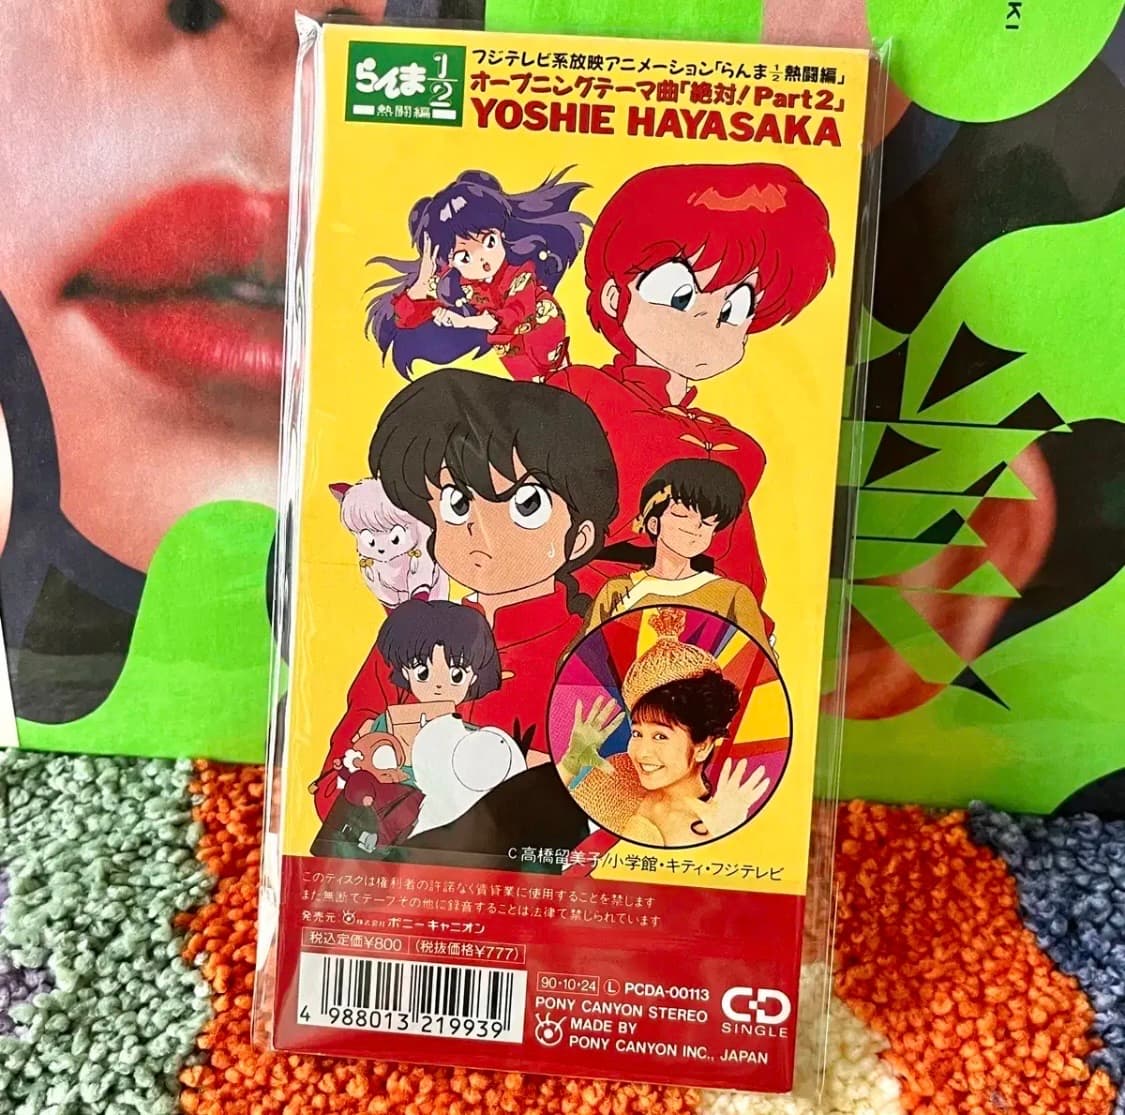 KI
らんま1/2
熱闘編
フジテレビ系放映アニメーション「らんま1/2熱闘編」
オープニングテーマ曲「絶対! Part2」
YOSHIE HAYASAKA
C高橋留美子/小学館・キティ・フジテレビ
このディスクは権利者の許諾なく賃貸業に使用することを禁じます
また無断でテープその他に録音することは法律で禁じられています
発売元 株式会社ポニーキャニオン
税込定価¥800 (税抜価格¥777)
4 988013 219939
90・10・24 Ⓛ PCDA-00113
PONY CANYON STEREO
MADE BY
PONY CANYON INC., JAPAN
CD
SINGLE